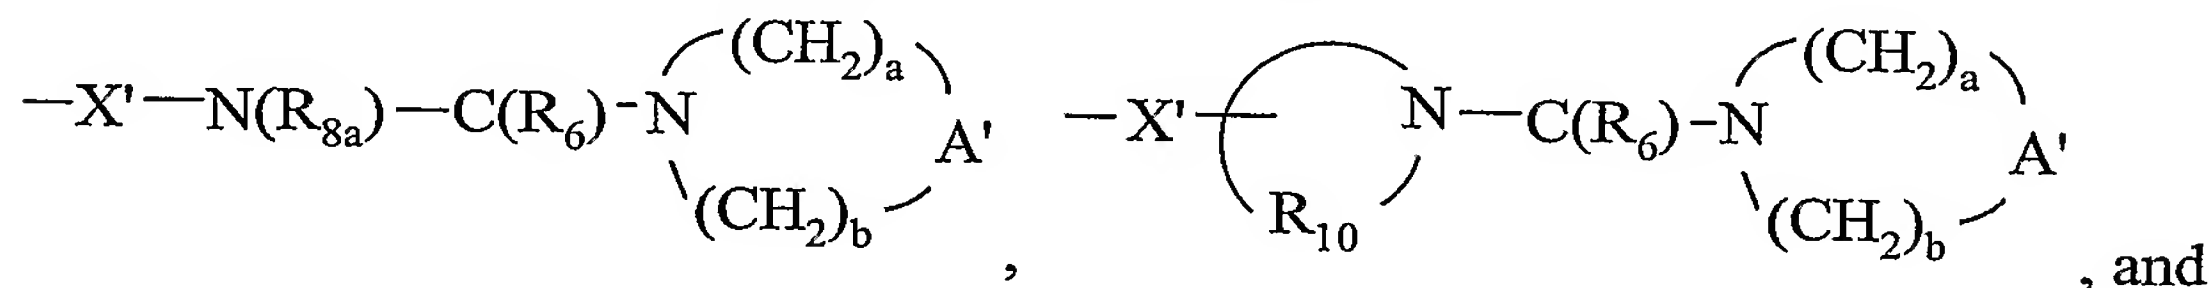 (CH₂)ₐ (CH₂)ₐ
—X'—N(R₈ₐ)—C(R₆)-N A' —X'— N—C(R₆)-N A'
(CH₂)b R₁₀ (CH₂)b
, , and